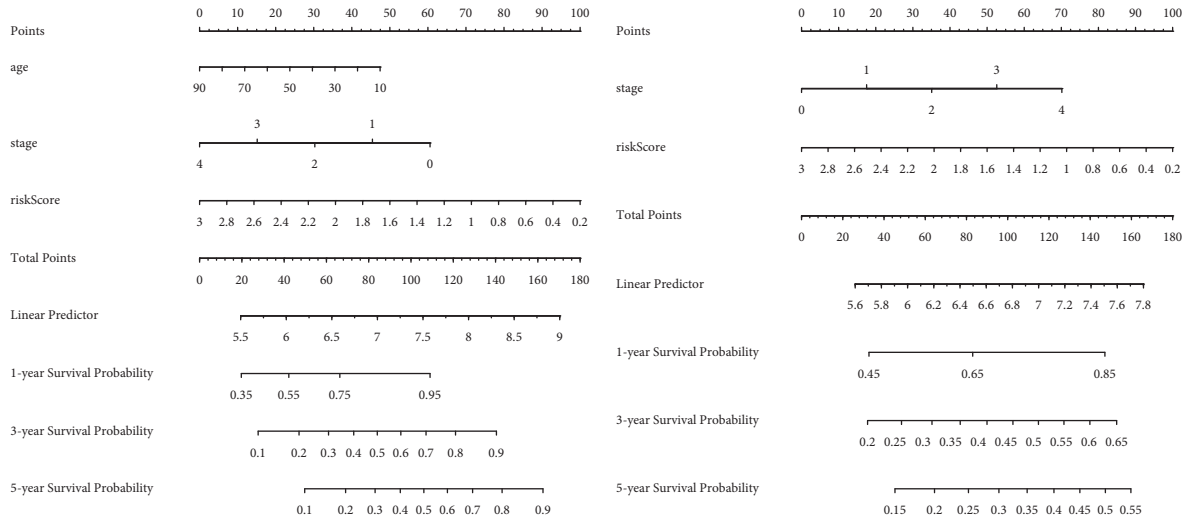 0 10 20 30 40 50 60 70 80 90 100
Points
age
90 70 50 30 10
3 1
stage
4 2 0
riskScore
3 2.8 2.6 2.4 2.2 2 1.8 1.6 1.4 1.2 1 0.8 0.6 0.4 0.2
Total Points
0 20 40 60 80 100 120 140 160 180
Linear Predictor
5.5 6 6.5 7 7.5 8 8.5 9
1-year Survival Probability
0.35 0.55 0.75 0.95
3-year Survival Probability
0.1 0.2 0.3 0.4 0.5 0.6 0.7 0.8 0.9
5-year Survival Probability
0.1 0.2 0.3 0.4 0.5 0.6 0.7 0.8 0.9
0 10 20 30 40 50 60 70 80 90 100
Points
1 3
stage
0 2 4
riskScore
3 2.8 2.6 2.4 2.2 2 1.8 1.6 1.4 1.2 1 0.8 0.6 0.4 0.2
Total Points
0 20 40 60 80 100 120 140 160 180
Linear Predictor
5.6 5.8 6 6.2 6.4 6.6 6.8 7 7.2 7.4 7.6 7.8
1-year Survival Probability
0.45 0.65 0.85
3-year Survival Probability
0.2 0.25 0.3 0.35 0.4 0.45 0.5 0.55 0.6 0.65
5-year Survival Probability
0.15 0.2 0.25 0.3 0.35 0.4 0.45 0.5 0.55